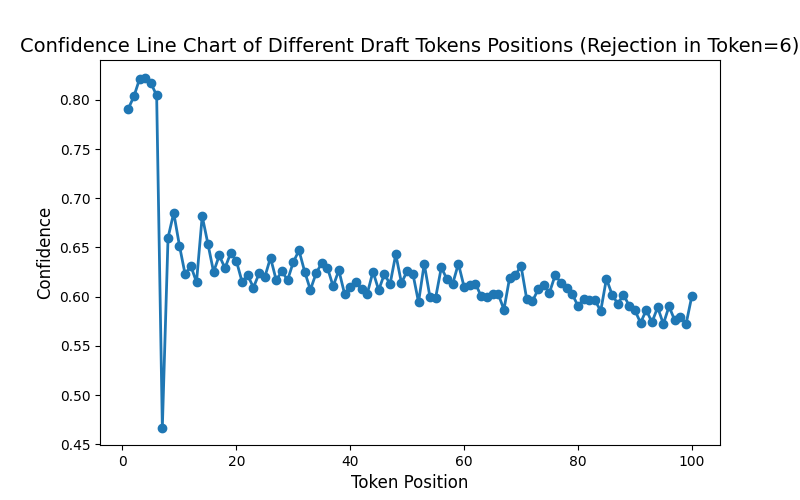 Confidence Line Chart of Different Draft Tokens Positions (Rejection in Token=6)
0.80
0.75
0.70
0.65
0.60
0.55
0.50
0.45
Confidence
0 20 40 60 80 100
Token Position